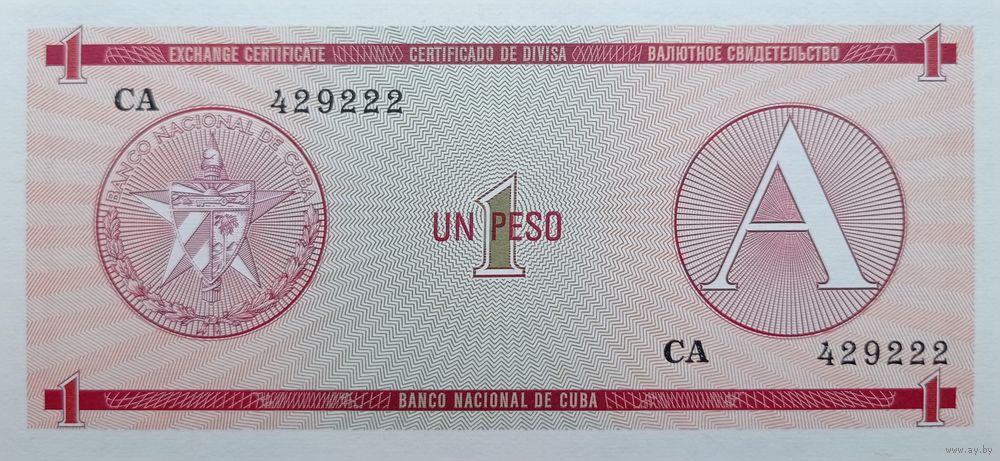 1 EXCHANGE CERTIFICATE CERTIFICADO DE DIVISA ВАЛЮТНОЕ СВИДЕТЕЛЬСТВО 1
CA 429222
BANCO NACIONAL DE CUBA
UN PESO
1
A
CA 429222
1 BANCO NACIONAL DE CUBA 1
www.ay.by